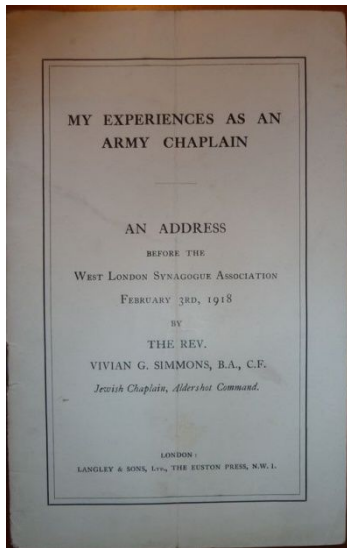 MY EXPERIENCES AS AN
ARMY CHAPLAIN
AN ADDRESS
BEFORE THE
WEST LONDON SYNAGOGUE ASSOCIATION
FEBRUARY 3RD, 1918
BY
THE REV.
VIVIAN G. SIMMONS, B.A., C.F.
Jewish Chaplain, Aldershot Command.
LONDON:
LANGLEY & SONS, LTD., THE EUSTON PRESS, N.W. 1.